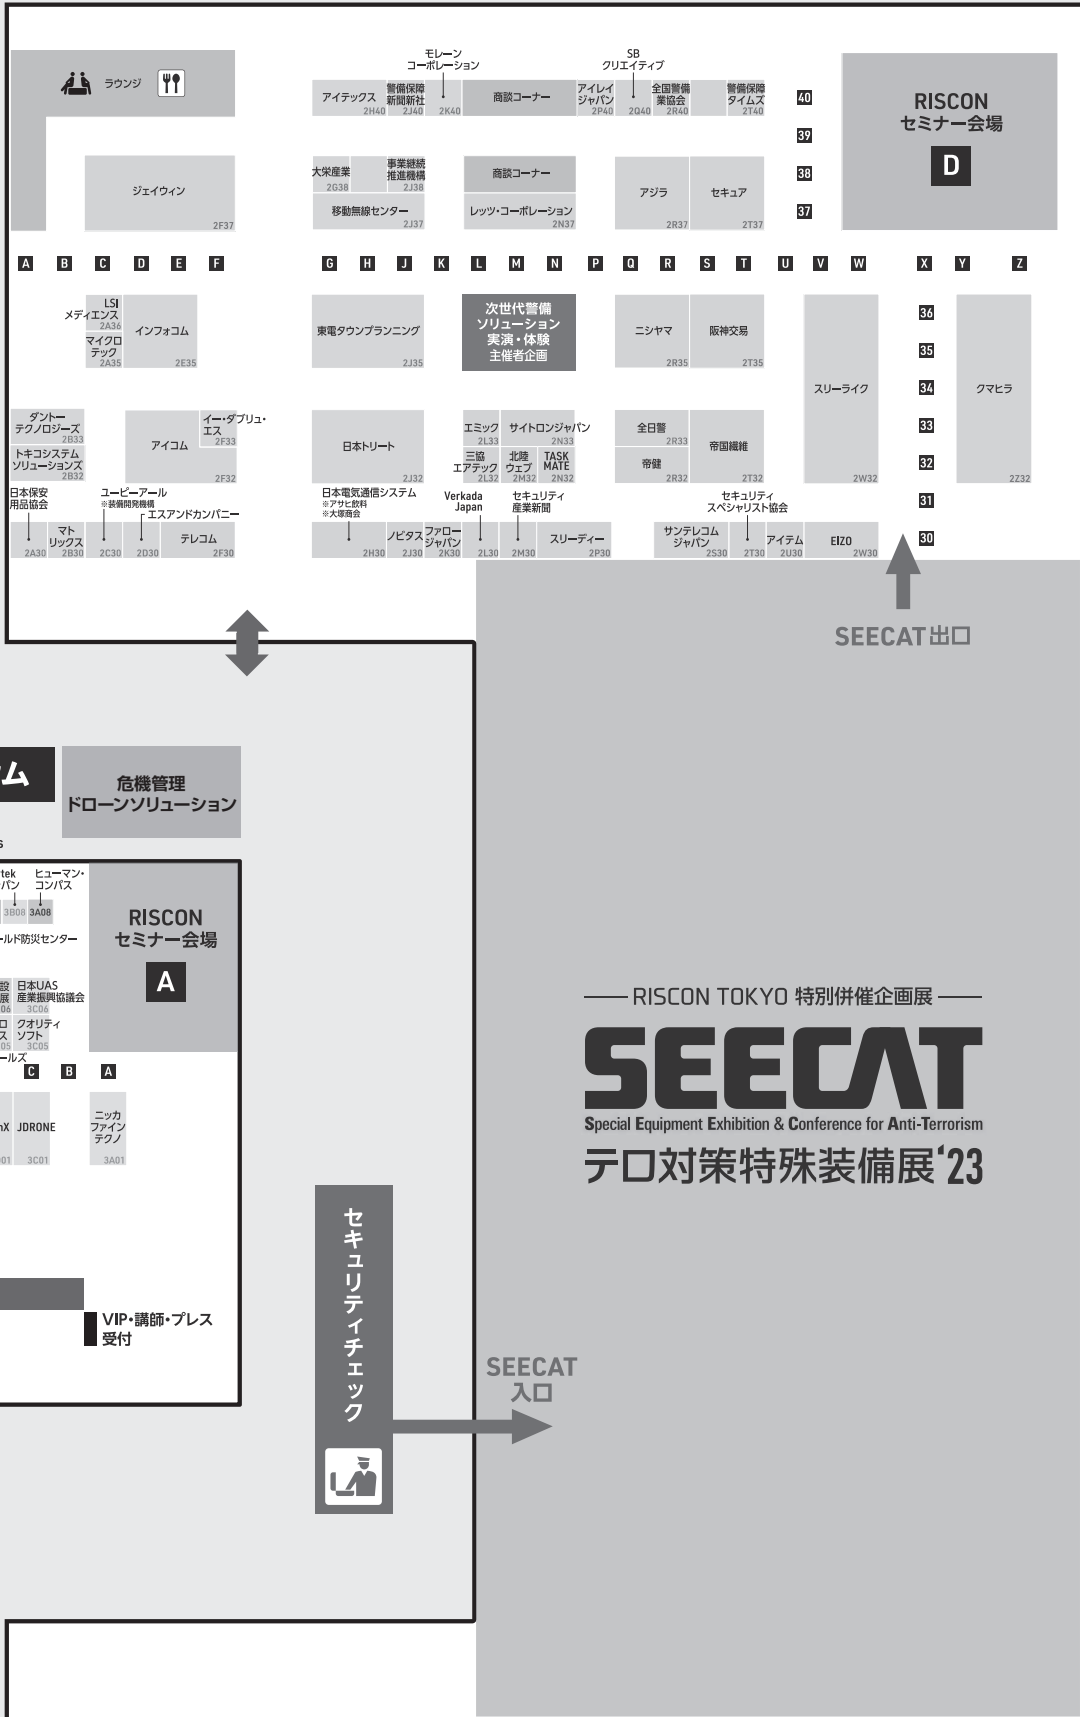 ラウンジ
モレーン
コーポレーション
SB
クリエイティブ
アイテックス
2H40
警備保障
新聞新社
2J40
2K40
商談コーナー
アイレイ
ジャパン
2P40
2Q40
全国警備
業協会
2R40
警備保障
タイムズ
2T40
40
39
38
37
RISCON
セミナー会場
D
ジェイウィン
2F37
大栄産業
2G38
事業継続
推進機構
2J38
移動無線センター
2J37
商談コーナー
レッツ・コーポレーション
2N37
アジラ
2R37
セキュア
2T37
A B C D E F G H J K L M N P Q R S T U V W X Y Z
LSI
メディエンス
2A36
マイクロ
テック
2A35
インフォコム
2E35
東電タウンプランニング
2J35
次世代警備
ソリューション
実演・体験
主催者企画
ニシヤマ
2R35
阪神交易
2T35
スリーライク
2W32
36
35
34
33
32
31
30
クマヒラ
2Z32
ダントー
テクノロジーズ
2B33
トキコシステム
ソリューションズ
2B32
アイコム
2F32
イー・ダブリュ・
エス
2F33
日本トリート
2J32
エミック
2L33
サイトロンジャパン
2N33
三協
エアテック
2L32
北陸
ウェブ
2M32
TASK
MATE
2N32
全日警
2R33
帝健
2R32
帝国繊維
2T32
日本保安
用品協会
2A30
マト
リックス
2B30
ユーピーアール
※装備開発機構
2C30
エスアンドカンパニー
2D30
テレコム
2F30
日本電気通信システム
※アサヒ飲料
※大塚商会
2H30
ノピタス
2J30
ファロー
ジャパン
2K30
Verkada
Japan
2L30
セキュリティ
産業新聞
2M30
スリーディー
2P30
サンテレコム
ジャパン
2S30
セキュリティ
スペシャリスト協会
2T30
アイテム
2U30
EIZO
2W30
SEECAT出口
ム
危機管理
ドローンソリューション
s
tek
パン
3B08
ヒューマン・
コンパス
3A08
RISCON
セミナー会場
A
ールド防災センター
設
展
06
日本UAS
産業振興協議会
3C06
ロ
ス
05
クオリティ
ソフト
3C05
ールズ
C B A
nX
01
JDRONE
3C01
ニッカ
ファイン
テクノ
3A01
VIP・講師・プレス
受付
セキュリティチェック
SEECAT
入口
RISCON TOKYO 特別併催企画展
SEECAT
Special Equipment Exhibition & Conference for Anti-Terrorism
テロ対策特殊装備展'23